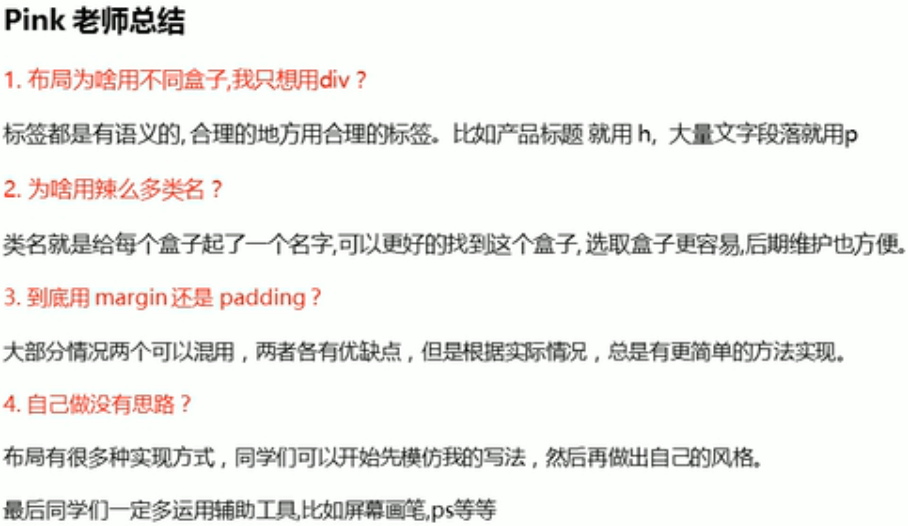 Pink 老师总结
1. 布局为啥用不同盒子,我只想用div？
标签都是有语义的, 合理的地方用合理的标签。比如产品标题 就用 h，大量文字段落就用p
2. 为啥用辣么多类名？
类名就是给每个盒子起了一个名字,可以更好的找到这个盒子, 选取盒子更容易,后期维护也方便。
3. 到底用 margin 还是 padding？
大部分情况两个可以混用，两者各有优缺点，但是根据实际情况，总是有更简单的方法实现。
4. 自己做没有思路？
布局有很多种实现方式，同学们可以开始先模仿我的写法，然后再做出自己的风格。
最后同学们一定多运用辅助工具,比如屏幕画笔,ps等等